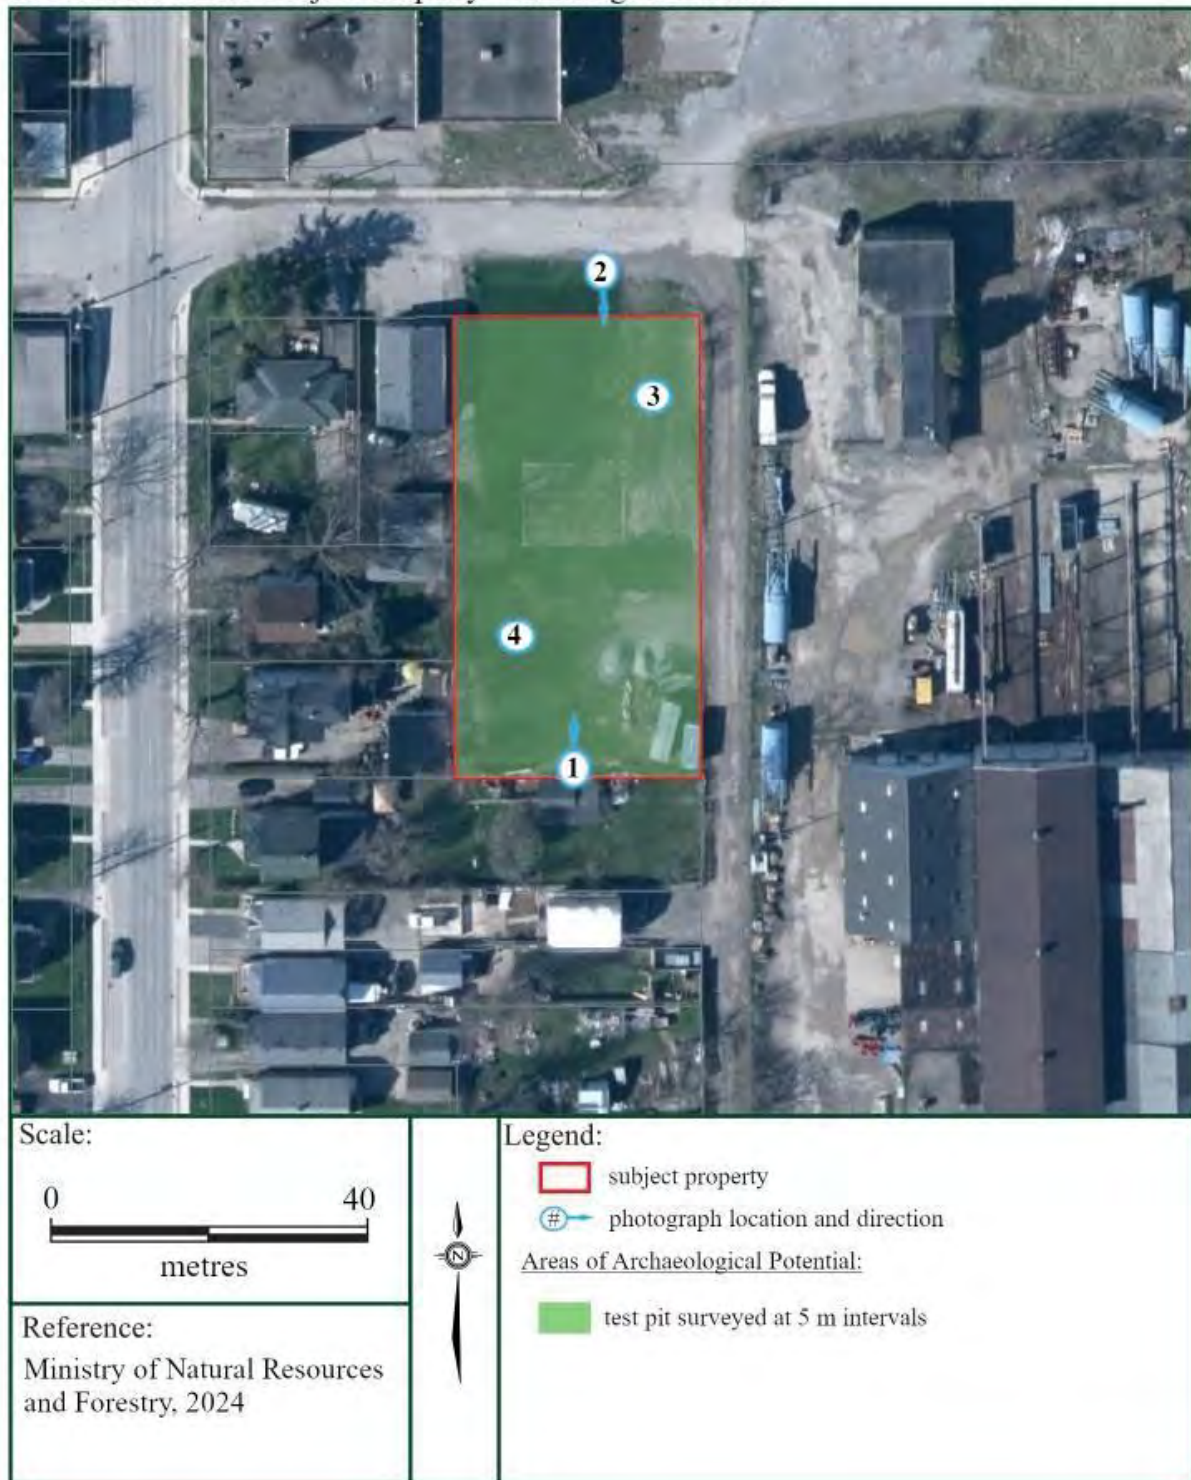 2
3
4
1
Scale:
0 40
metres
Reference:
Ministry of Natural Resources
and Forestry, 2024
N
Legend:
subject property
# photograph location and direction
Areas of Archaeological Potential:
test pit surveyed at 5 m intervals